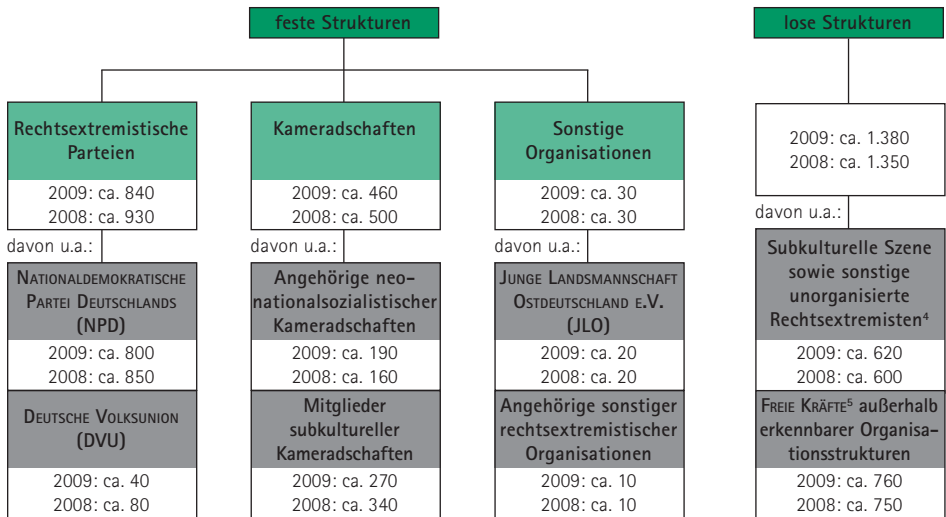 feste Strukturen
lose Strukturen
Rechtsextremistische
Parteien
2009: ca. 840
2008: ca. 930
davon u.a.:
NATIONALDEMOKRATISCHE
PARTEI DEUTSCHLANDS
(NPD)
2009: ca. 800
2008: ca. 850
DEUTSCHE VOLKSUNION
(DVU)
2009: ca. 40
2008: ca. 80
Kameradschaften
2009: ca. 460
2008: ca. 500
davon u.a.:
Angehörige neo-
nationalsozialistischer
Kameradschaften
2009: ca. 190
2008: ca. 160
Mitglieder
subkultureller
Kameradschaften
2009: ca. 270
2008: ca. 340
Sonstige
Organisationen
2009: ca. 30
2008: ca. 30
davon u.a.:
JUNGE LANDSMANNSCHAFT
OSTDEUTSCHLAND E.V.
(JLO)
2009: ca. 20
2008: ca. 20
Angehörige sonstiger
rechtsextremistischer
Organisationen
2009: ca. 10
2008: ca. 10
2009: ca. 1.380
2008: ca. 1.350
davon u.a.:
Subkulturelle Szene
sowie sonstige
unorganisierte
Rechtsextremisten⁴
2009: ca. 620
2008: ca. 600
FREIE KRÄFTE⁵ außerhalb
erkennbarer Organisa-
tionsstrukturen
2009: ca. 760
2008: ca. 750